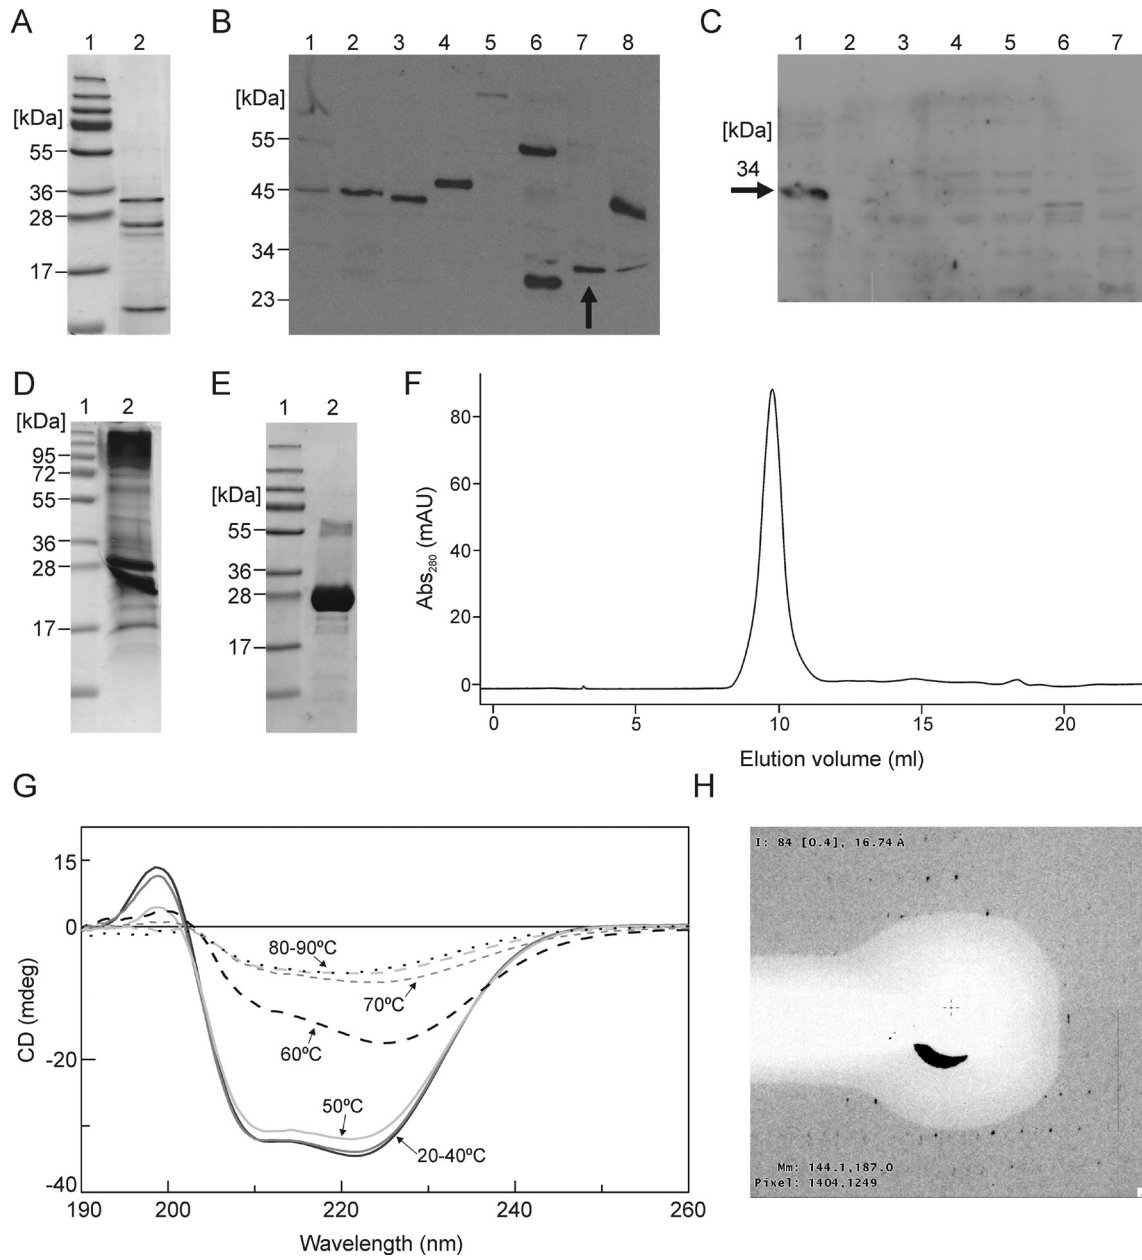 A
1 2
[kDa]
55
36
28
17
B
1 2 3 4 5 6 7 8
[kDa]
55
45
34
23
C
1 2 3 4 5 6 7
[kDa]
34
D
1 2
[kDa]
95
72
55
36
28
17
E
1 2
[kDa]
55
36
28
17
F
Abs280 (mAU)
80
60
40
20
0
0 5 10 15 20
Elution volume (ml)
G
CD (mdeg)
15
0
-20
-40
80-90ºC
70ºC
60ºC
50ºC
20-40ºC
190 200 220 240 260
Wavelength (nm)
H
I: 84 [0.4], 16.74 Å
Mm: 144.1,187.0
Pixel: 1404,1249